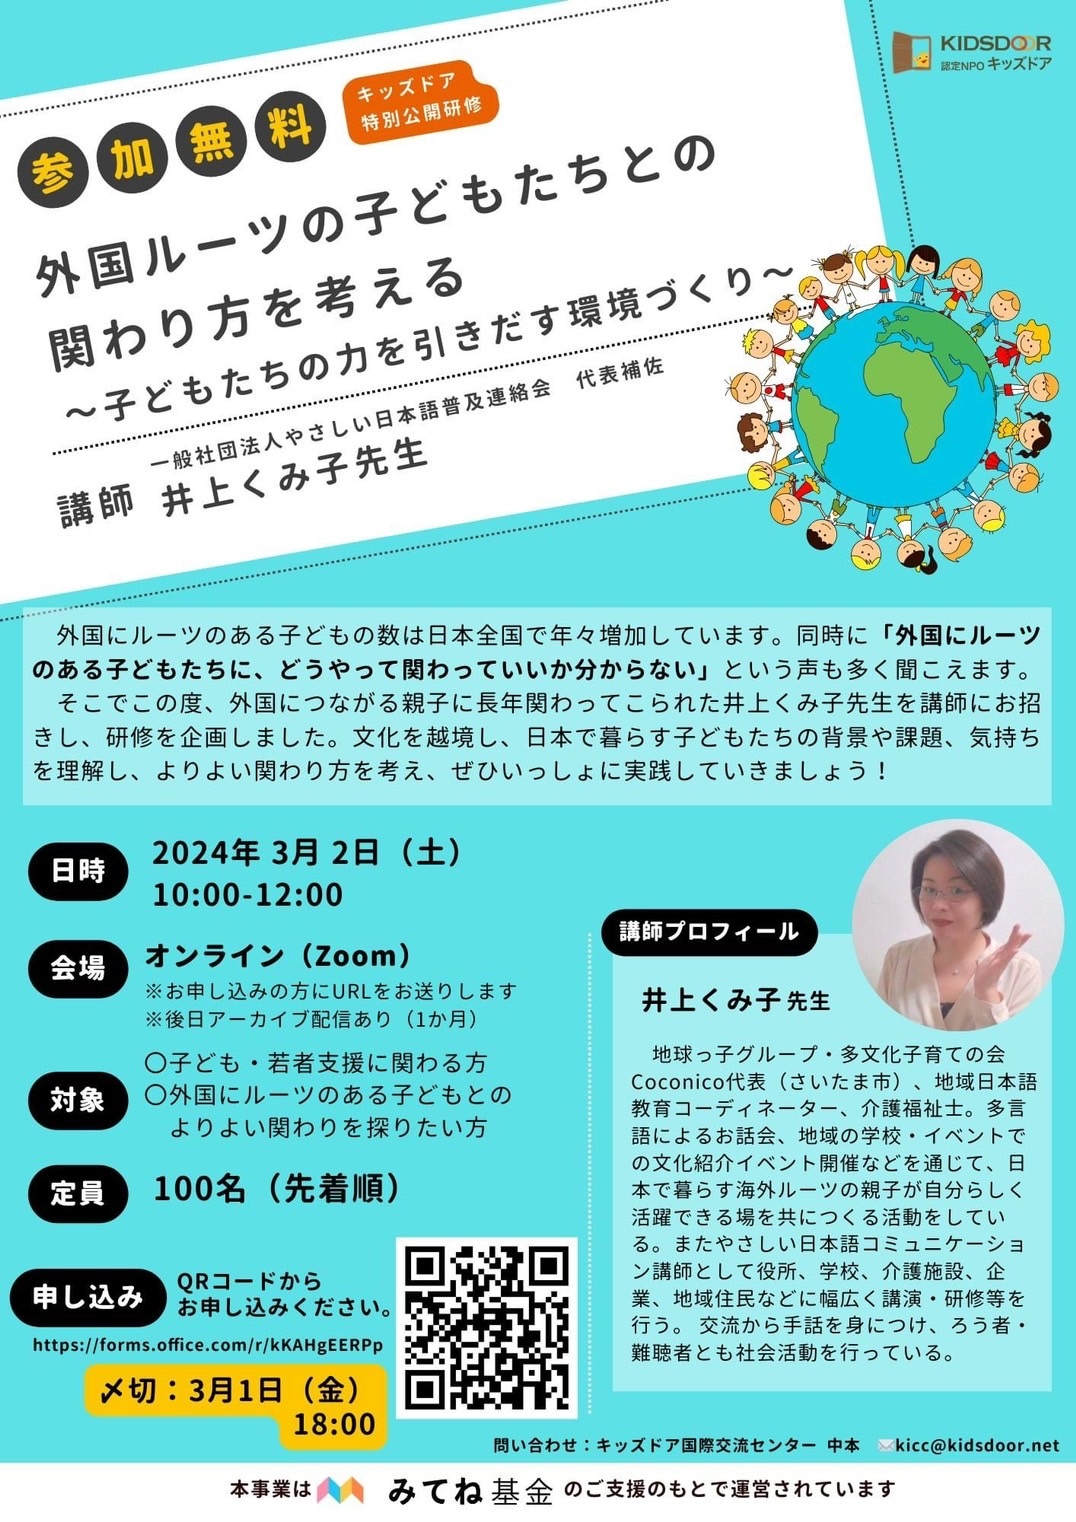 KIDSDOOR
認定NPO キッズドア
キッズドア
特別公開研修
参加無料
外国ルーツの子どもたちとの
関わり方を考える
～子どもたちの力を引きだす環境づくり～
一般社団法人やさしい日本語普及連絡会　代表補佐
講師 井上くみ子先生
外国にルーツのある子どもの数は日本全国で年々増加しています。同時に「外国にルーツ
のある子どもたちに、どうやって関わっていいか分からない」という声も多く聞こえます。
そこでこの度、外国につながる親子に長年関わってこられた井上くみ子先生を講師にお招
きし、研修を企画しました。文化を越境し、日本で暮らす子どもたちの背景や課題、気持ち
を理解し、よりよい関わり方を考え、ぜひいっしょに実践していきましょう！
日時
2024年 3月 2日（土）
10:00-12:00
会場
オンライン（Zoom）
※お申し込みの方にURLをお送りします
※後日アーカイブ配信あり（1か月）
対象
〇子ども・若者支援に関わる方
〇外国にルーツのある子どもとの
よりよい関わりを探りたい方
定員
100名（先着順）
申し込み
QRコードから
お申し込みください。
https://forms.office.com/r/kKAHgEERPp
〆切：3月1日（金）
18:00
講師プロフィール
井上くみ子 先生
地球っ子グループ・多文化子育ての会
Coconico代表（さいたま市）、地域日本語
教育コーディネーター、介護福祉士。多言
語によるお話会、地域の学校・イベントで
の文化紹介イベント開催などを通じて、日
本で暮らす海外ルーツの親子が自分らしく
活躍できる場を共につくる活動をしてい
る。またやさしい日本語コミュニケーショ
ン講師として役所、学校、介護施設、企
業、地域住民などに幅広く講演・研修等を
行う。 交流から手話を身につけ、ろう者・
難聴者とも社会活動を行っている。
問い合わせ：キッズドア国際交流センター 中本 ✉kicc@kidsdoor.net
本事業は みてね基金 のご支援のもとで運営されています